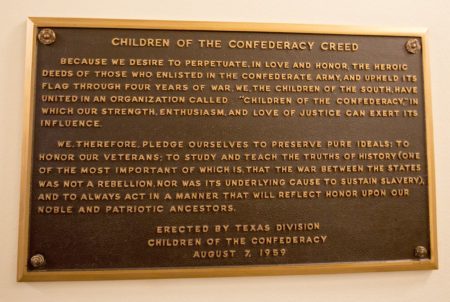 CHILDREN OF THE CONFEDERACY CREED
BECAUSE WE DESIRE TO PERPETUATE, IN LOVE AND HONOR, THE HEROIC
DEEDS OF THOSE WHO ENLISTED IN THE CONFEDERATE ARMY, AND UPHELD ITS
FLAG THROUGH FOUR YEARS OF WAR, WE, THE CHILDREN OF THE SOUTH, HAVE
UNITED IN AN ORGANIZATION CALLED "CHILDREN OF THE CONFEDERACY," IN
WHICH OUR STRENGTH, ENTHUSIASM, AND LOVE OF JUSTICE CAN EXERT ITS
INFLUENCE.
WE, THEREFORE, PLEDGE OURSELVES TO PRESERVE PURE IDEALS; TO
HONOR OUR VETERANS; TO STUDY AND TEACH THE TRUTHS OF HISTORY (ONE
OF THE MOST IMPORTANT OF WHICH IS, THAT THE WAR BETWEEN THE STATES
WAS NOT A REBELLION, NOR WAS ITS UNDERLYING CAUSE TO SUSTAIN SLAVERY),
AND TO ALWAYS ACT IN A MANNER THAT WILL REFLECT HONOR UPON OUR
NOBLE AND PATRIOTIC ANCESTORS.
ERECTED BY TEXAS DIVISION
CHILDREN OF THE CONFEDERACY
AUGUST 7, 1959